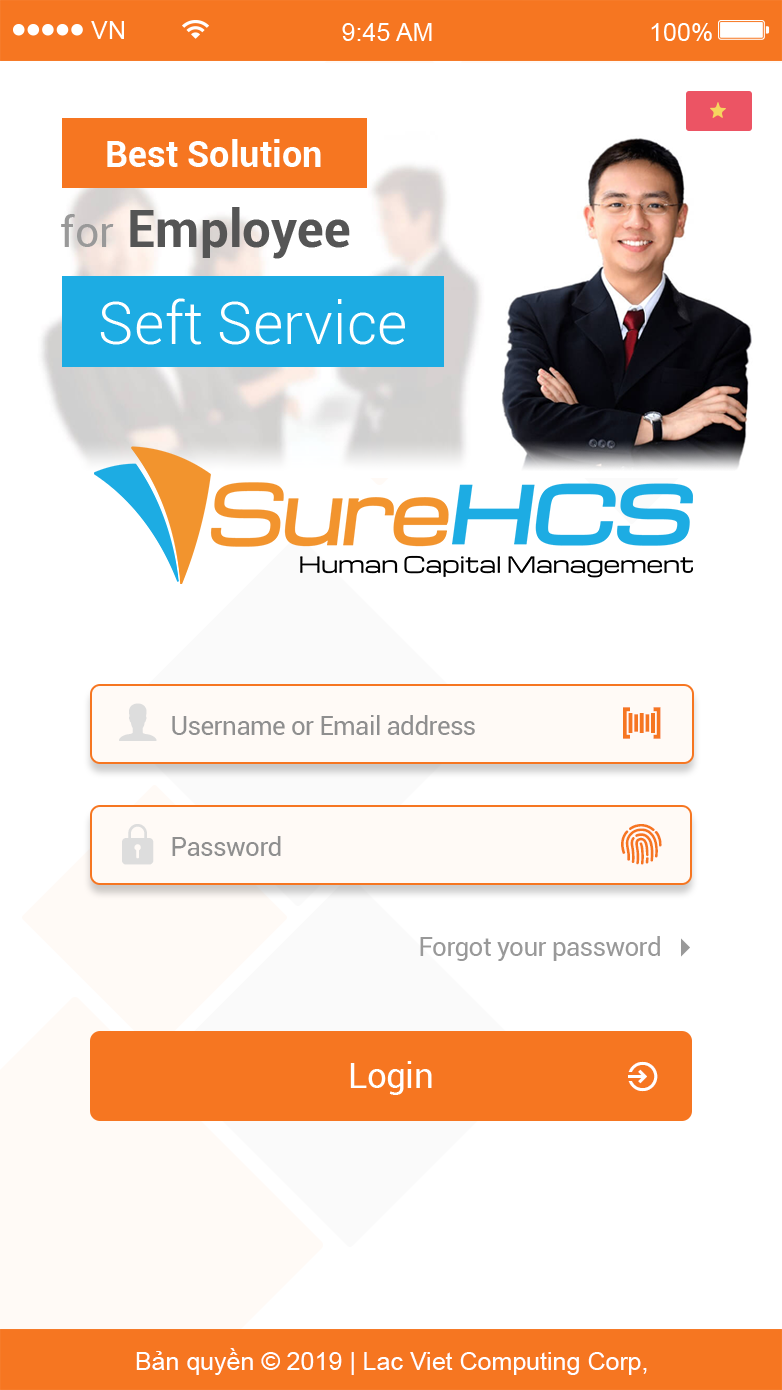 VN
9:45 AM
100%
Best Solution
for Employee
Seft Service
SureHCS
Human Capital Management
Username or Email address
Password
Forgot your password
Login
Bản quyền © 2019 | Lac Viet Computing Corp,